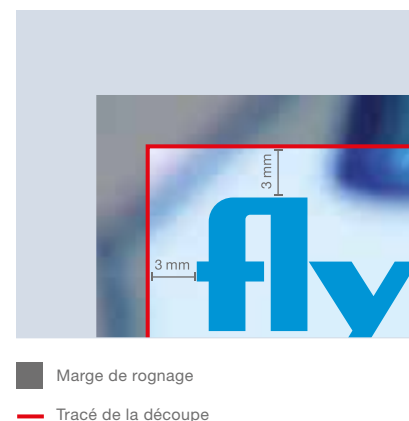 3 mm
3 mm
fly
Marge de rognage
Tracé de la découpe